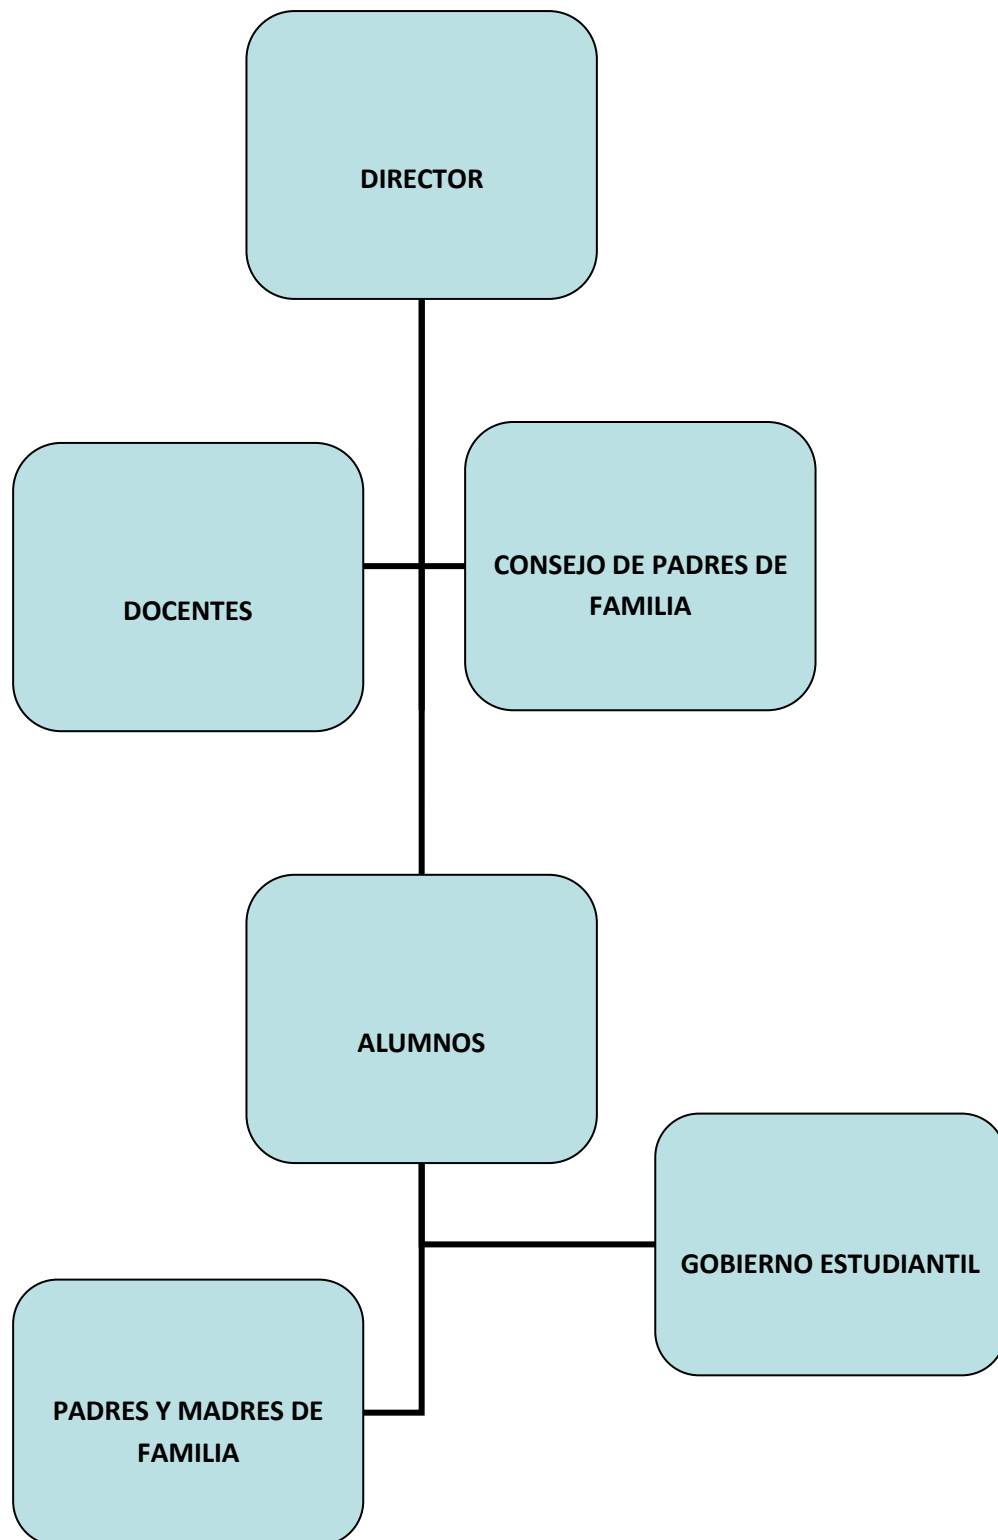 DIRECTOR
DOCENTES
CONSEJO DE PADRES DE
FAMILIA
ALUMNOS
GOBIERNO ESTUDIANTIL
PADRES Y MADRES DE
FAMILIA